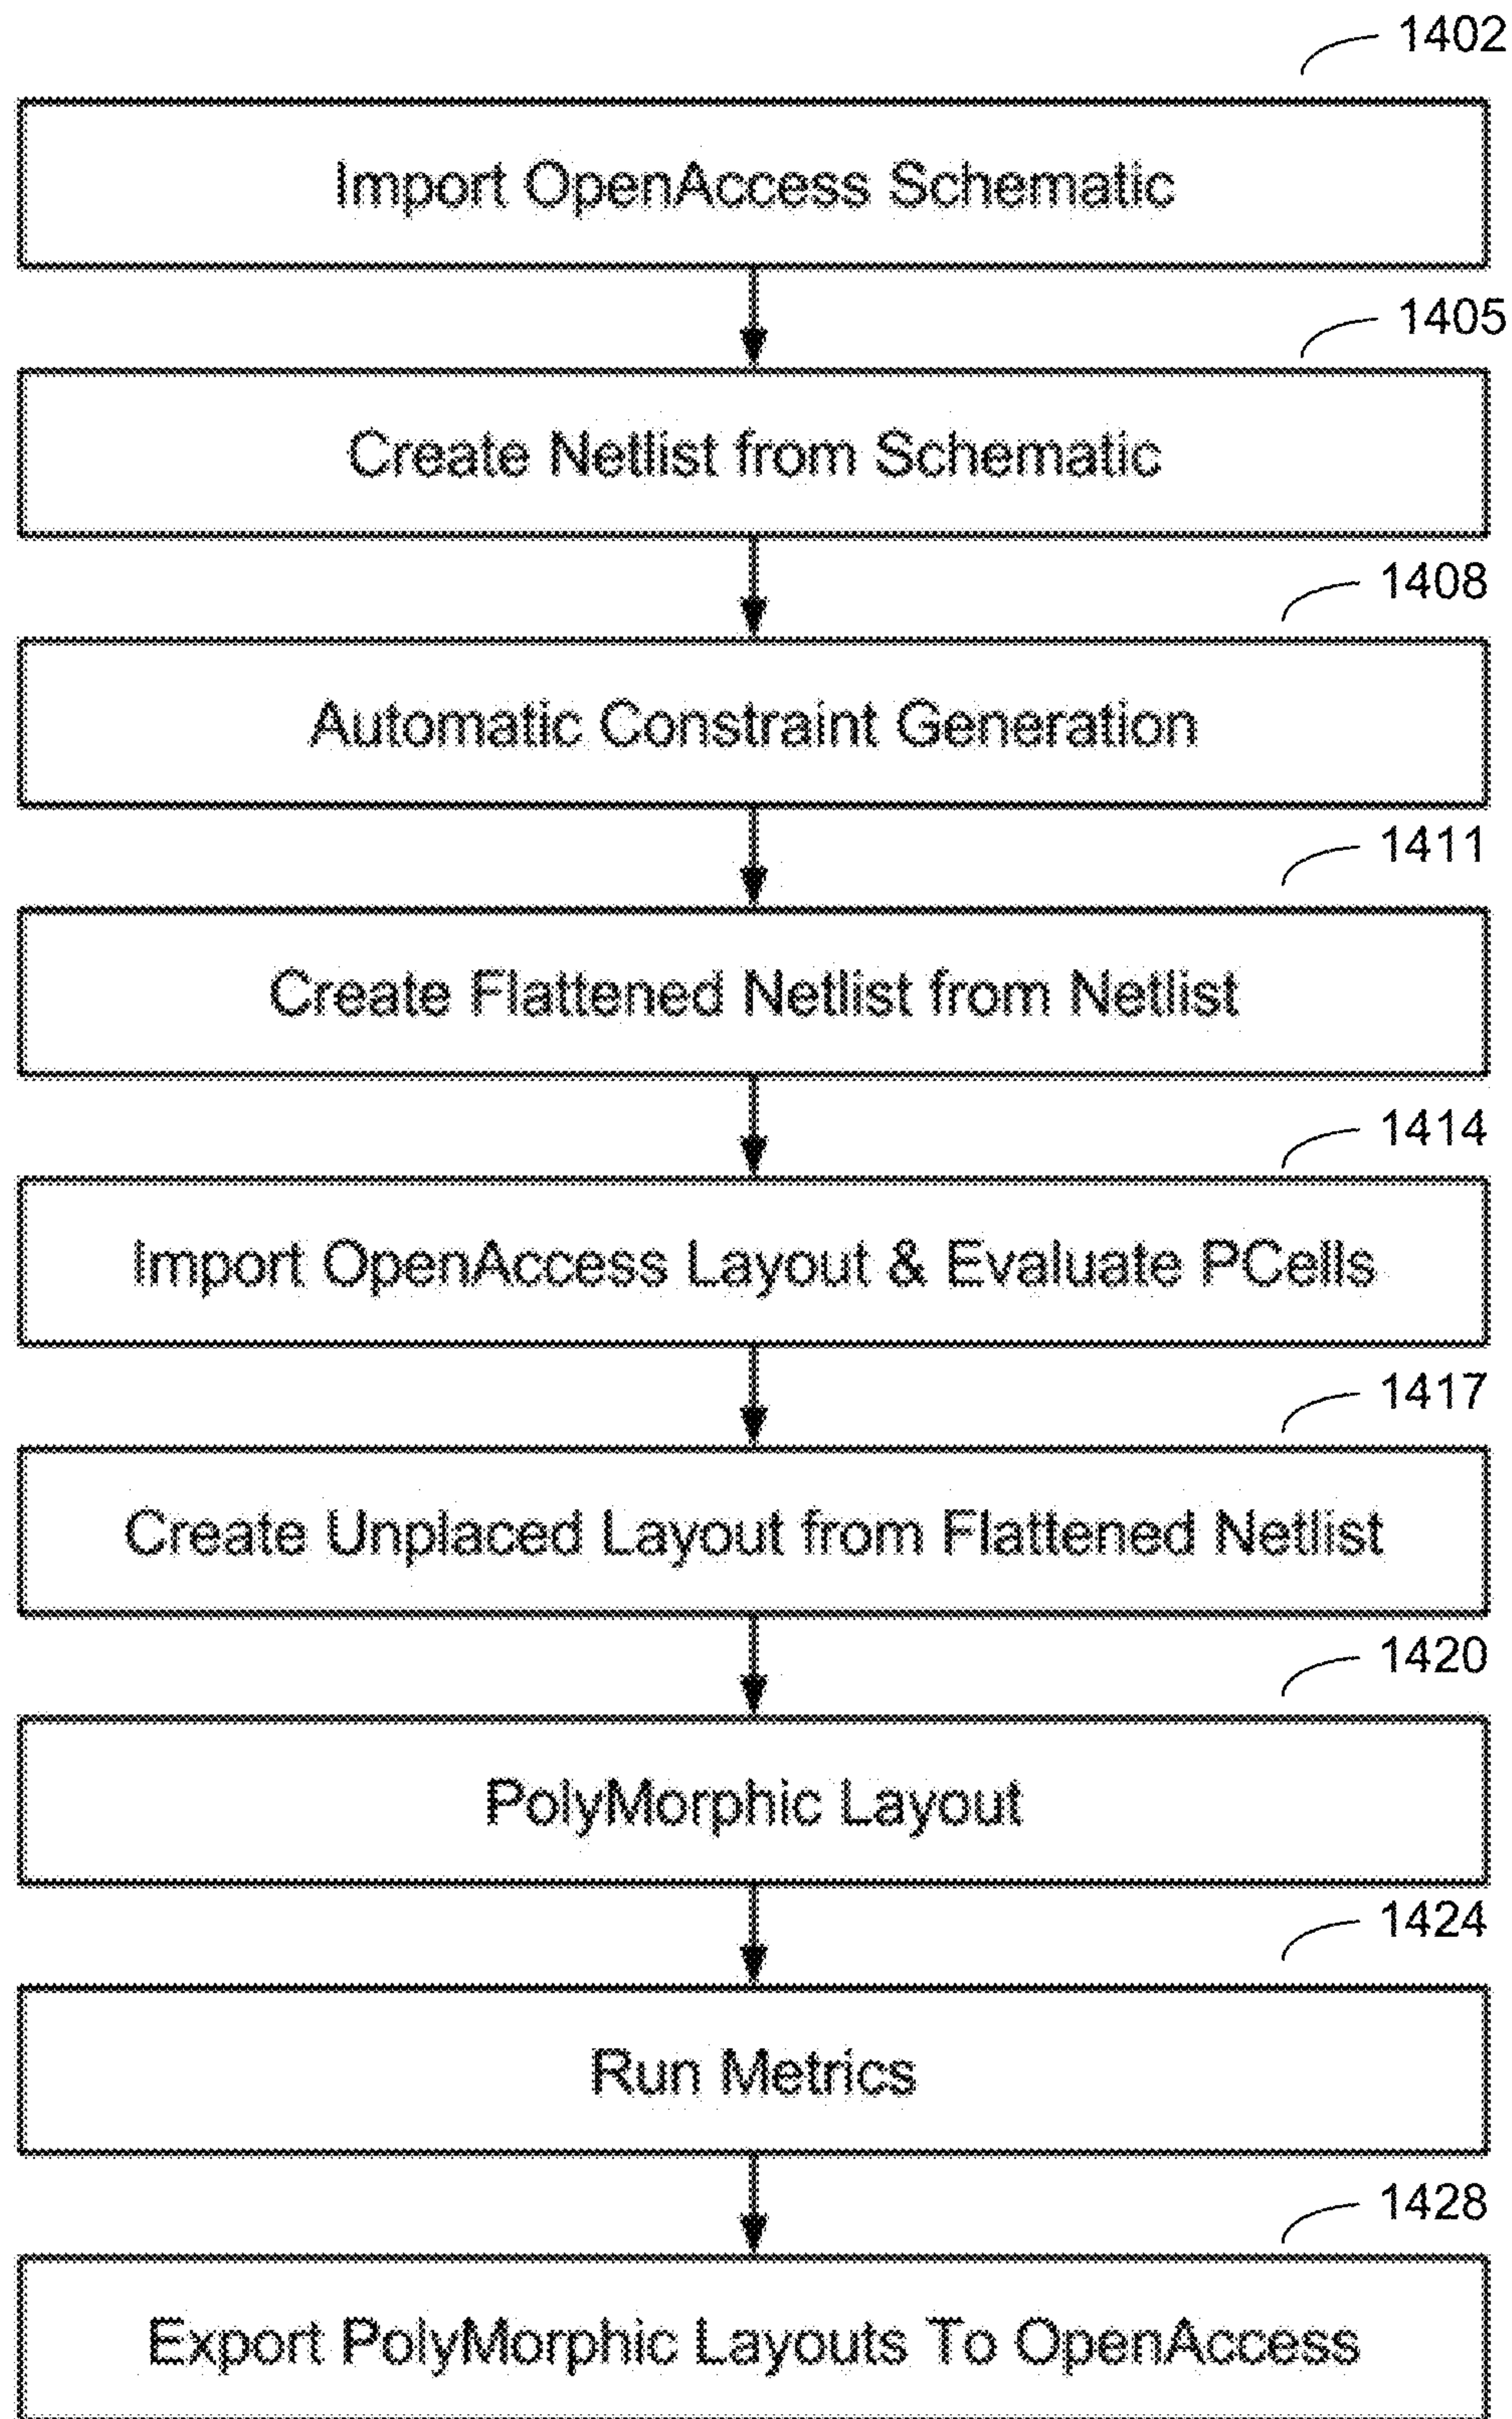 1402
Import OpenAccess Schematic
1405
Create Netlist from Schematic
1408
Automatic Constraint Generation
1411
Create Flattened Netlist from Netlist
1414
Import OpenAccess Layout & Evaluate PCells
1417
Create Unplaced Layout from Flattened Netlist
1420
PolyMorphic Layout
1424
Run Metrics
1428
Export PolyMorphic Layouts To OpenAccess